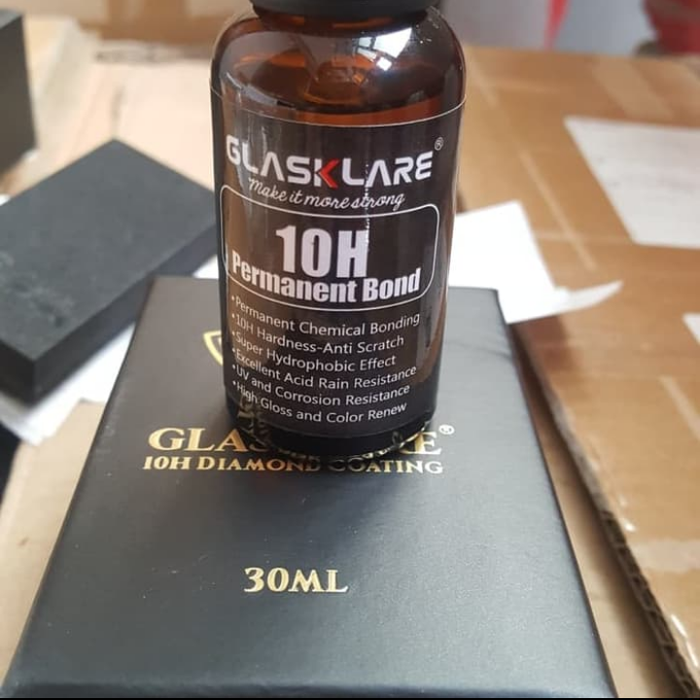 GLASKLARE®
Make it more strong
10H
Permanent Bond
•Permanent Chemical Bonding
•10H Hardness-Anti Scratch
•Super Hydrophobic Effect
•Excellent Acid Rain Resistance
•UV and Corrosion Resistance
•High Gloss and Color Renew
®
10H DIAMOND COATING
30ML